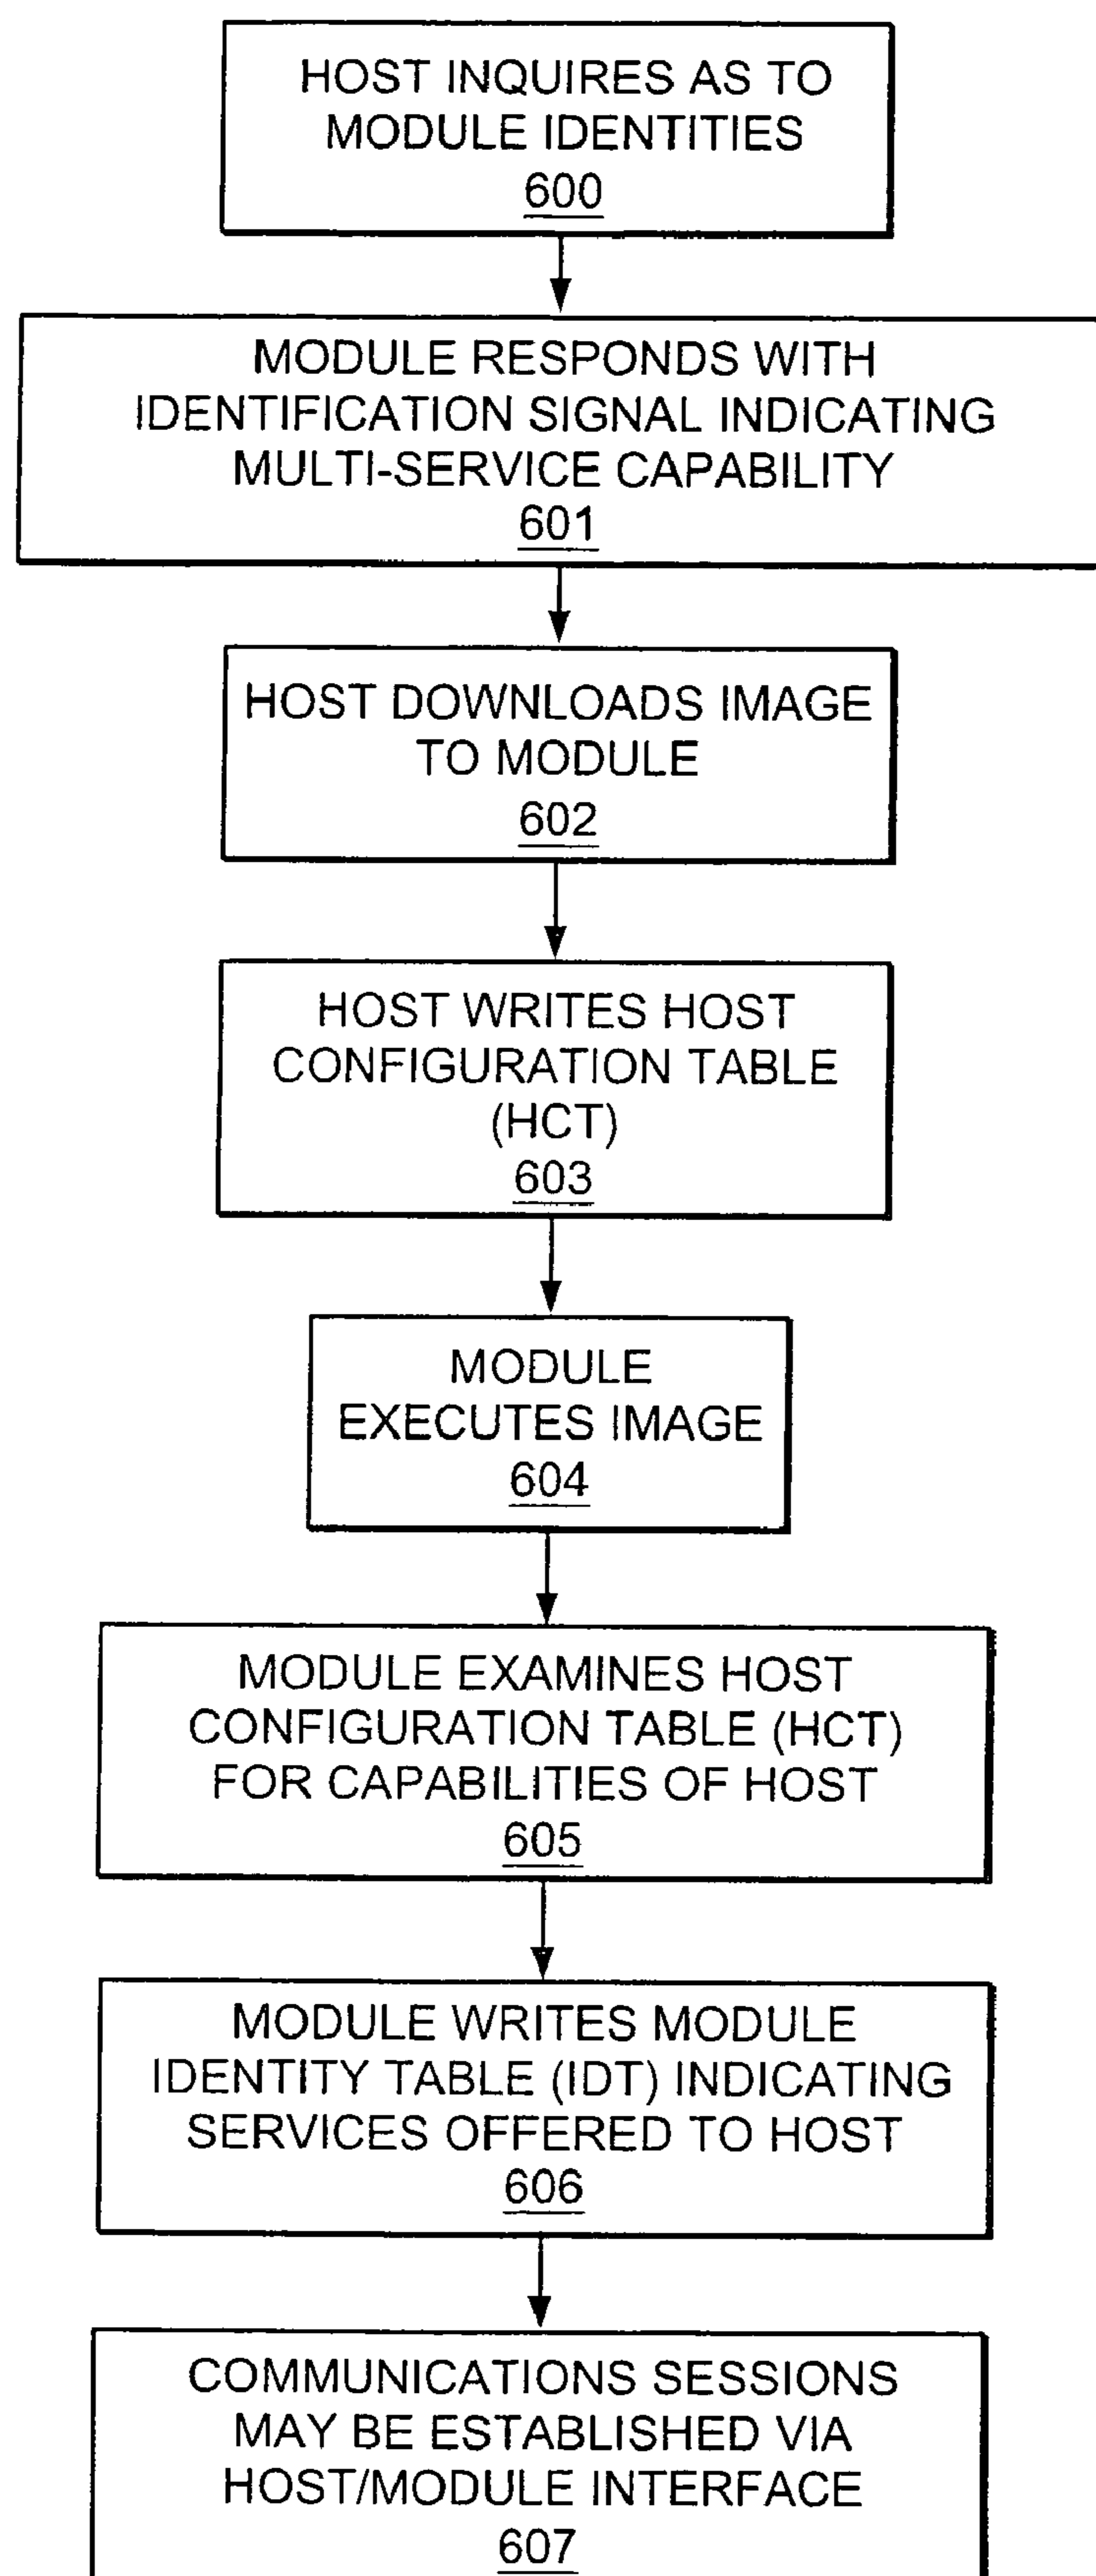 HOST INQUIRES AS TO
MODULE IDENTITIES
600
MODULE RESPONDS WITH
IDENTIFICATION SIGNAL INDICATING
MULTI-SERVICE CAPABILITY
601
HOST DOWNLOADS IMAGE
TO MODULE
602
HOST WRITES HOST
CONFIGURATION TABLE
(HCT)
603
MODULE
EXECUTES IMAGE
604
MODULE EXAMINES HOST
CONFIGURATION TABLE (HCT)
FOR CAPABILITIES OF HOST
605
MODULE WRITES MODULE
IDENTITY TABLE (IDT) INDICATING
SERVICES OFFERED TO HOST
606
COMMUNICATIONS SESSIONS
MAY BE ESTABLISHED VIA
HOST/MODULE INTERFACE
607